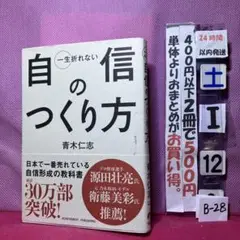 一生折れない
自信
の
つくり方
青木仁志
日本で一番売れている
自信形成の教科書
30万部
突破!
源田壮亮氏
衛藤美彩氏
推薦!
400円以下2冊で500円
単体よりおまとめがお買い得。
24時間
以内発送
土
I
12
B-28